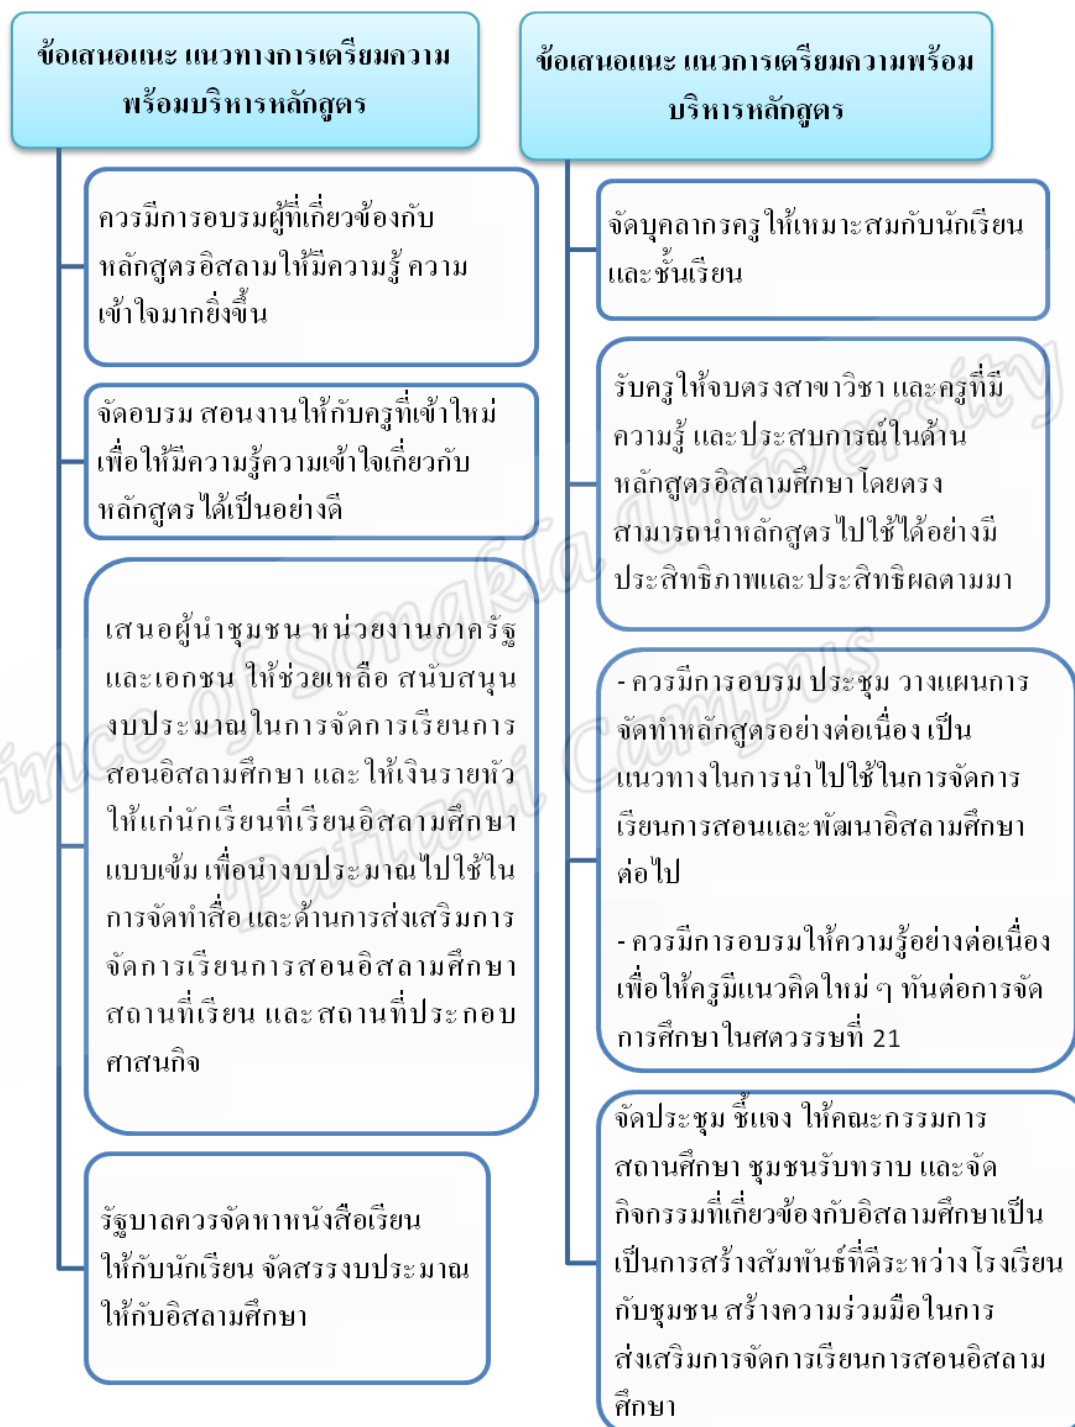 ข้อเสนอแนะ แนวทางการเตรียมความ
พร้อมบริหารหลักสูตร
ควรมีการอบรมผู้ที่เกี่ยวข้องกับ
หลักสูตรอิสลามให้มีความรู้ ความ
เข้าใจมากยิ่งขึ้น
จัดอบรม สอนงานให้กับครูที่เข้าใหม่
เพื่อให้มีความรู้ความเข้าใจเกี่ยวกับ
หลักสูตรได้เป็นอย่างดี
เสนอผู้นำชุมชน หน่วยงานภาครัฐ
และเอกชน ให้ช่วยเหลือ สนับสนุน
งบประมาณในการจัดการเรียนการ
สอนอิสลามศึกษา และให้เงินรายหัว
ให้แก่นักเรียนที่เรียนอิสลามศึกษา
แบบเข้ม เพื่อนำงบประมาณไปใช้ใน
การจัดทำสื่อ และด้านการส่งเสริมการ
จัดการเรียนการสอนอิสลามศึกษา
สถานที่เรียน และสถานที่ประกอบ
ศาสนกิจ
รัฐบาลควรจัดหาหนังสือเรียน
ให้กับนักเรียน จัดสรรงบประมาณ
ให้กับอิสลามศึกษา
ข้อเสนอแนะ แนวการเตรียมความพร้อม
บริหารหลักสูตร
จัดบุคลากรครูให้เหมาะสมกับนักเรียน
และชั้นเรียน
รับครูให้จบตรงสาขาวิชา และครูที่มี
ความรู้ และประสบการณ์ในด้าน
หลักสูตรอิสลามศึกษาโดยตรง
สามารถนำหลักสูตรไปใช้ได้อย่างมี
ประสิทธิภาพและประสิทธิผลตามมา
- ควรมีการอบรม ประชุม วางแผนการ
จัดทำหลักสูตรอย่างต่อเนื่อง เป็น
แนวทางในการนำไปใช้ในการจัดการ
เรียนการสอนและพัฒนาอิสลามศึกษา
ต่อไป
- ควรมีการอบรมให้ความรู้อย่างต่อเนื่อง
เพื่อให้ครูมีแนวคิดใหม่ ๆ ทันต่อการจัด
การศึกษาในศตวรรษที่ 21
จัดประชุม ชี้แจง ให้คณะกรรมการ
สถานศึกษา ชุมชนรับทราบ และจัด
กิจกรรมที่เกี่ยวข้องกับอิสลามศึกษาเป็น
เป็นการสร้างสัมพันธ์ที่ดีระหว่างโรงเรียน
กับชุมชน สร้างความร่วมมือในการ
ส่งเสริมการจัดการเรียนการสอนอิสลาม
ศึกษา
ince of Songkla University
Pattani Campus